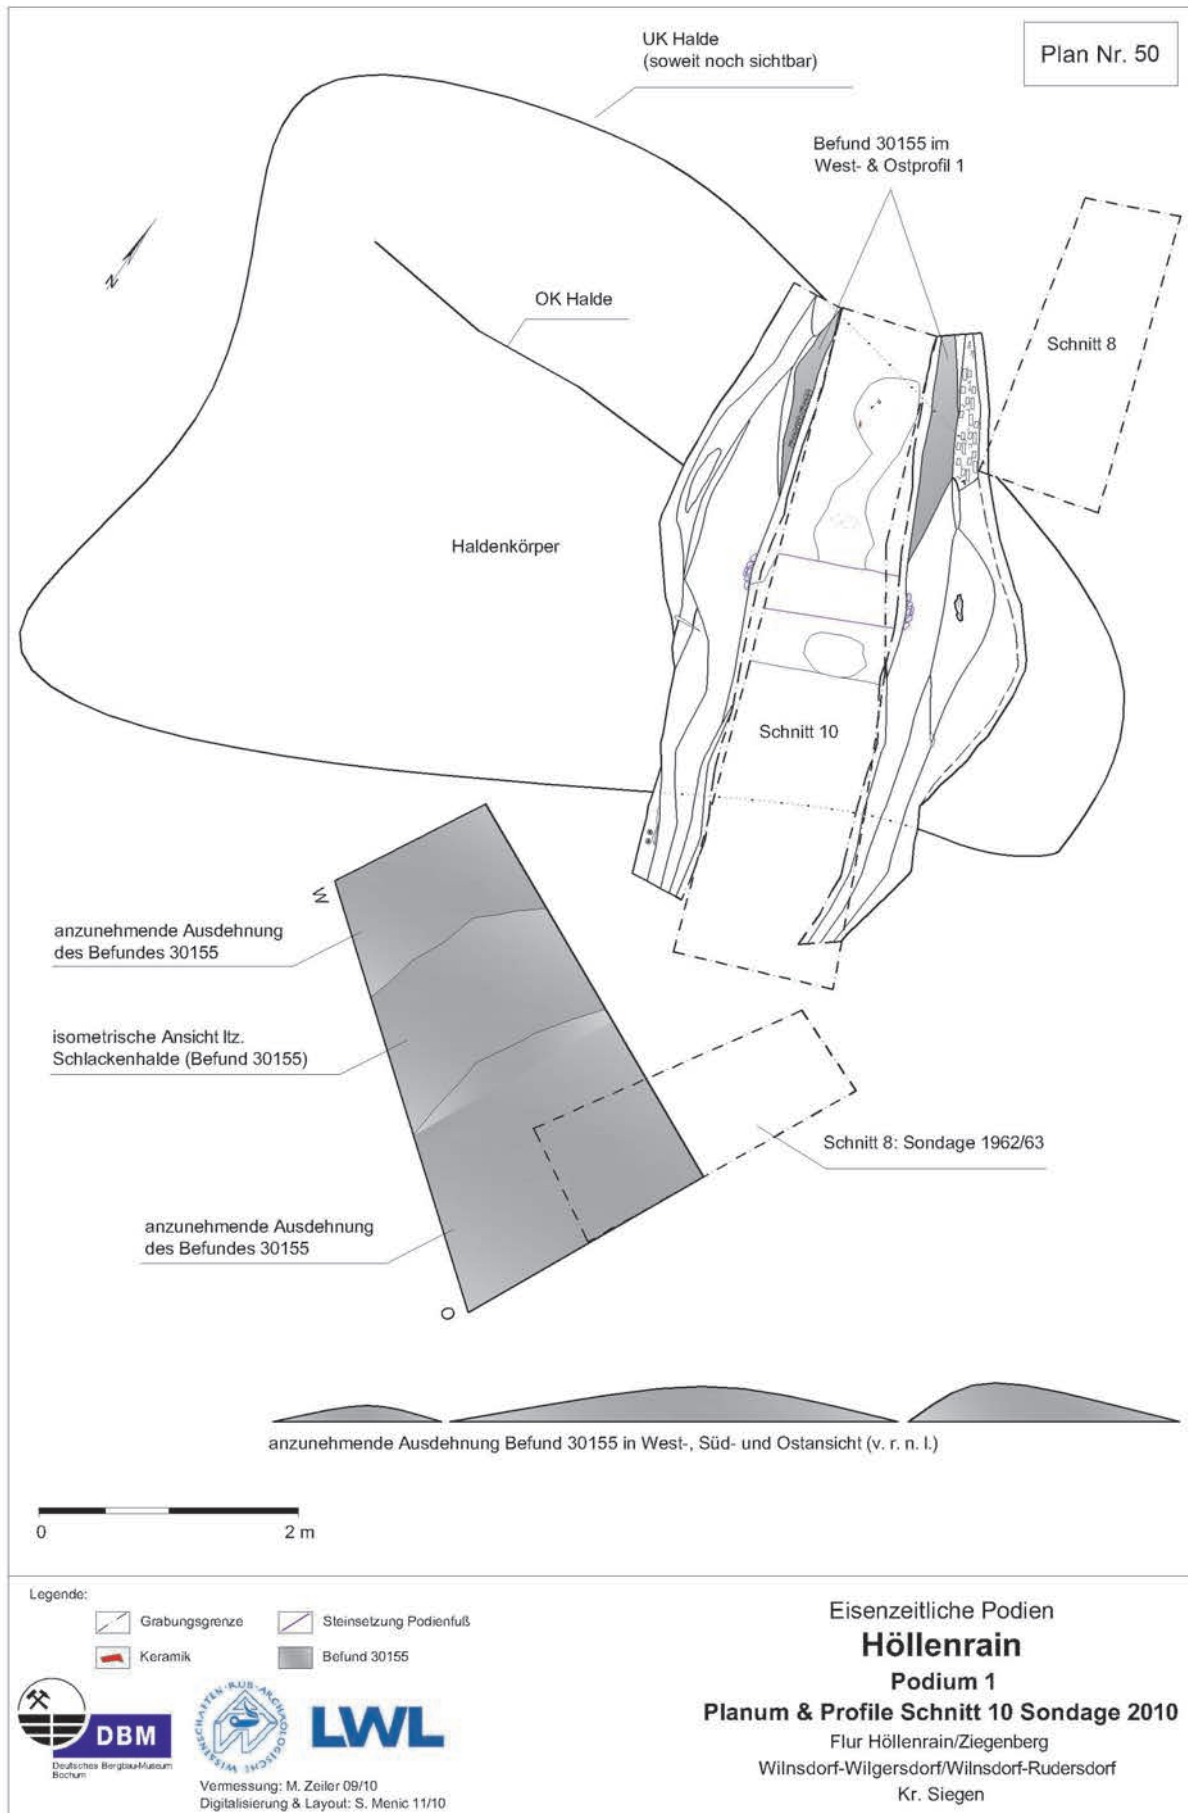 UK Halde
(soweit noch sichtbar)
Plan Nr. 50
Befund 30155 im
West- & Ostprofil 1
N
OK Halde
Schnitt 8
Haldenkörper
Schnitt 10
W
anzunehmende Ausdehnung
des Befundes 30155
isometrische Ansicht ltz.
Schlackenhalde (Befund 30155)
Schnitt 8: Sondage 1962/63
anzunehmende Ausdehnung
des Befundes 30155
O
anzunehmende Ausdehnung Befund 30155 in West-, Süd- und Ostansicht (v. r. n. l.)
0 2 m
Legende:
Grabungsgrenze
Steinsetzung Podienfuß
Keramik
Befund 30155
DBM
Deutsches Bergbau-Museum
Bochum
WISSENSCHAFTEN·RUB·ARCHÄOLOGISCHE
LWL
Vermessung: M. Zeiler 09/10
Digitalisierung & Layout: S. Menic 11/10
Eisenzeitliche Podien
Höllenrain
Podium 1
Planum & Profile Schnitt 10 Sondage 2010
Flur Höllenrain/Ziegenberg
Wilnsdorf-Wilgersdorf/Wilnsdorf-Rudersdorf
Kr. Siegen